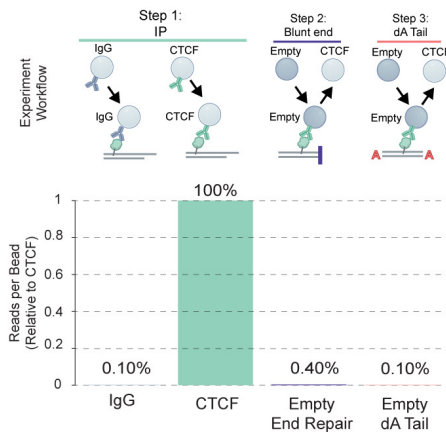 Step 1:
IP
Step 2:
Blunt end
Step 3:
dA Tail
Experiment
Workflow
IgG
CTCF
Empty
CTCF
Empty
IgG
CTCF
Empty
Empty
A
A
Reads per Bead
(Relative to CTCF)
1
0.8
0.6
0.4
0.2
0
0.10%
100%
0.40%
0.10%
IgG
CTCF
Empty
End Repair
Empty
dA Tail